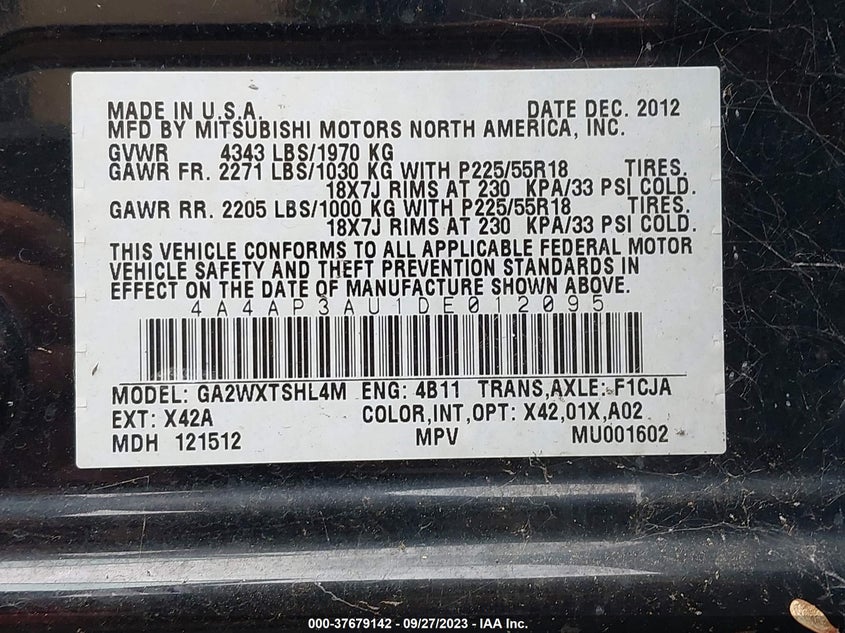 MADE IN U.S.A. DATE DEC. 2012
MFD BY MITSUBISHI MOTORS NORTH AMERICA, INC.
GVWR 4343 LBS/1970 KG
GAWR FR. 2271 LBS/1030 KG WITH P225/55R18 TIRES.
18X7J RIMS AT 230 KPA/33 PSI COLD.
GAWR RR. 2205 LBS/1000 KG WITH P225/55R18 TIRES.
18X7J RIMS AT 230 KPA/33 PSI COLD.
THIS VEHICLE CONFORMS TO ALL APPLICABLE FEDERAL MOTOR
VEHICLE SAFETY AND THEFT PREVENTION STANDARDS IN
EFFECT ON THE DATE OF MANUFACTURE SHOWN ABOVE.
4A4AP3AU1DE012095
MODEL: GA2WXTSHL4M ENG: 4B11 TRANS,AXLE: F1CJA
EXT: X42A COLOR,INT,OPT: X42,01X,A02
MDH 121512 MPV MU001602
000-37679142 - 09/27/2023 - IAA Inc.